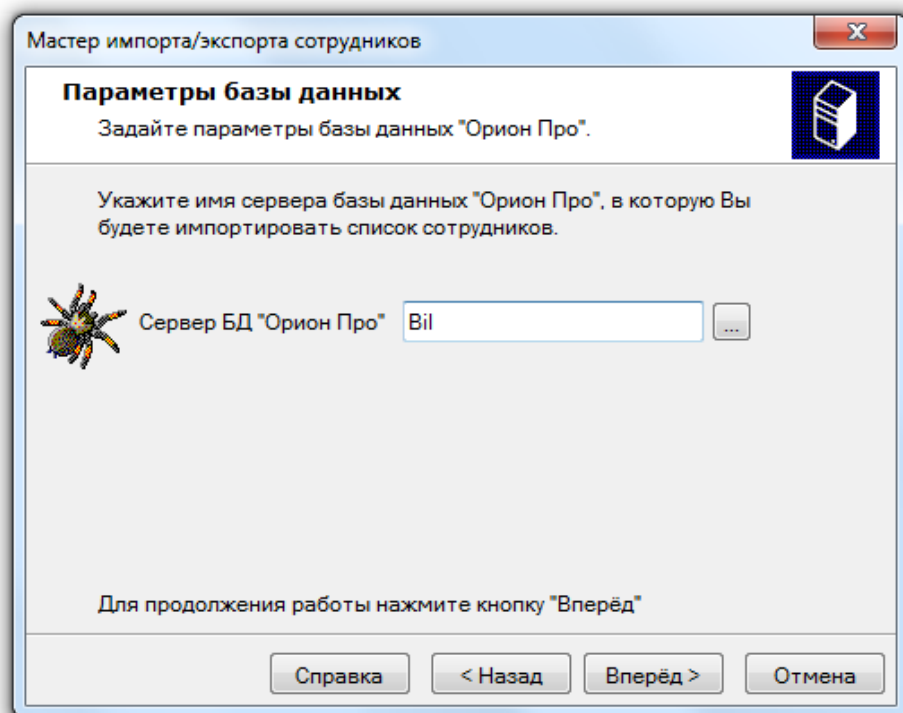 Мастер импорта/экспорта сотрудников
Параметры базы данных
Задайте параметры базы данных "Орион Про".
Укажите имя сервера базы данных "Орион Про", в которую Вы
будете импортировать список сотрудников.
Сервер БД "Орион Про" Bil ...
Для продолжения работы нажмите кнопку "Вперёд"
Справка < Назад Вперёд > Отмена